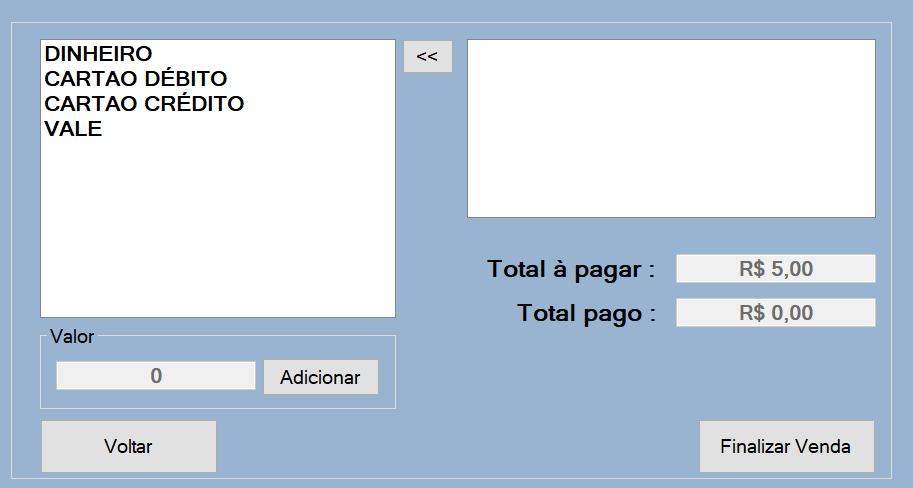 DINHEIRO
CARTAO DÉBITO
CARTAO CRÉDITO
VALE
<<
Total à pagar : R$ 5,00
Total pago : R$ 0,00
Valor
0 Adicionar
Voltar
Finalizar Venda